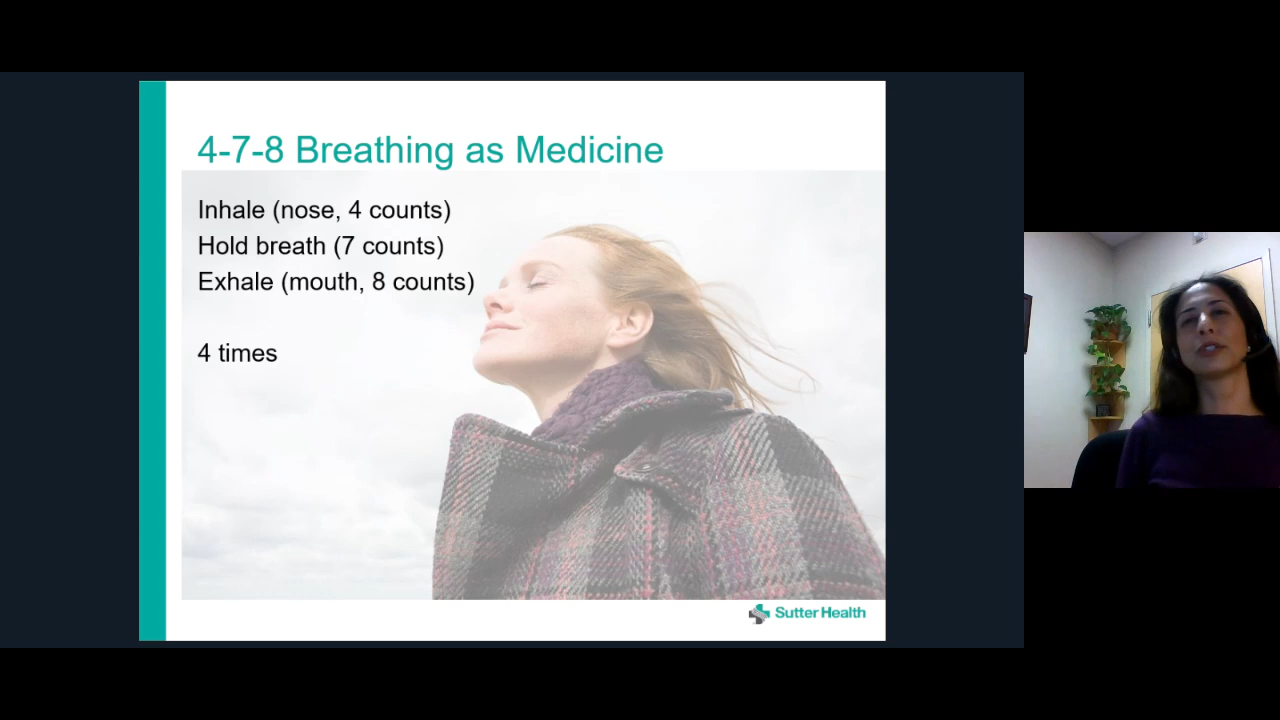 4-7-8 Breathing as Medicine
Inhale (nose, 4 counts)
Hold breath (7 counts)
Exhale (mouth, 8 counts)
4 times
Sutter Health